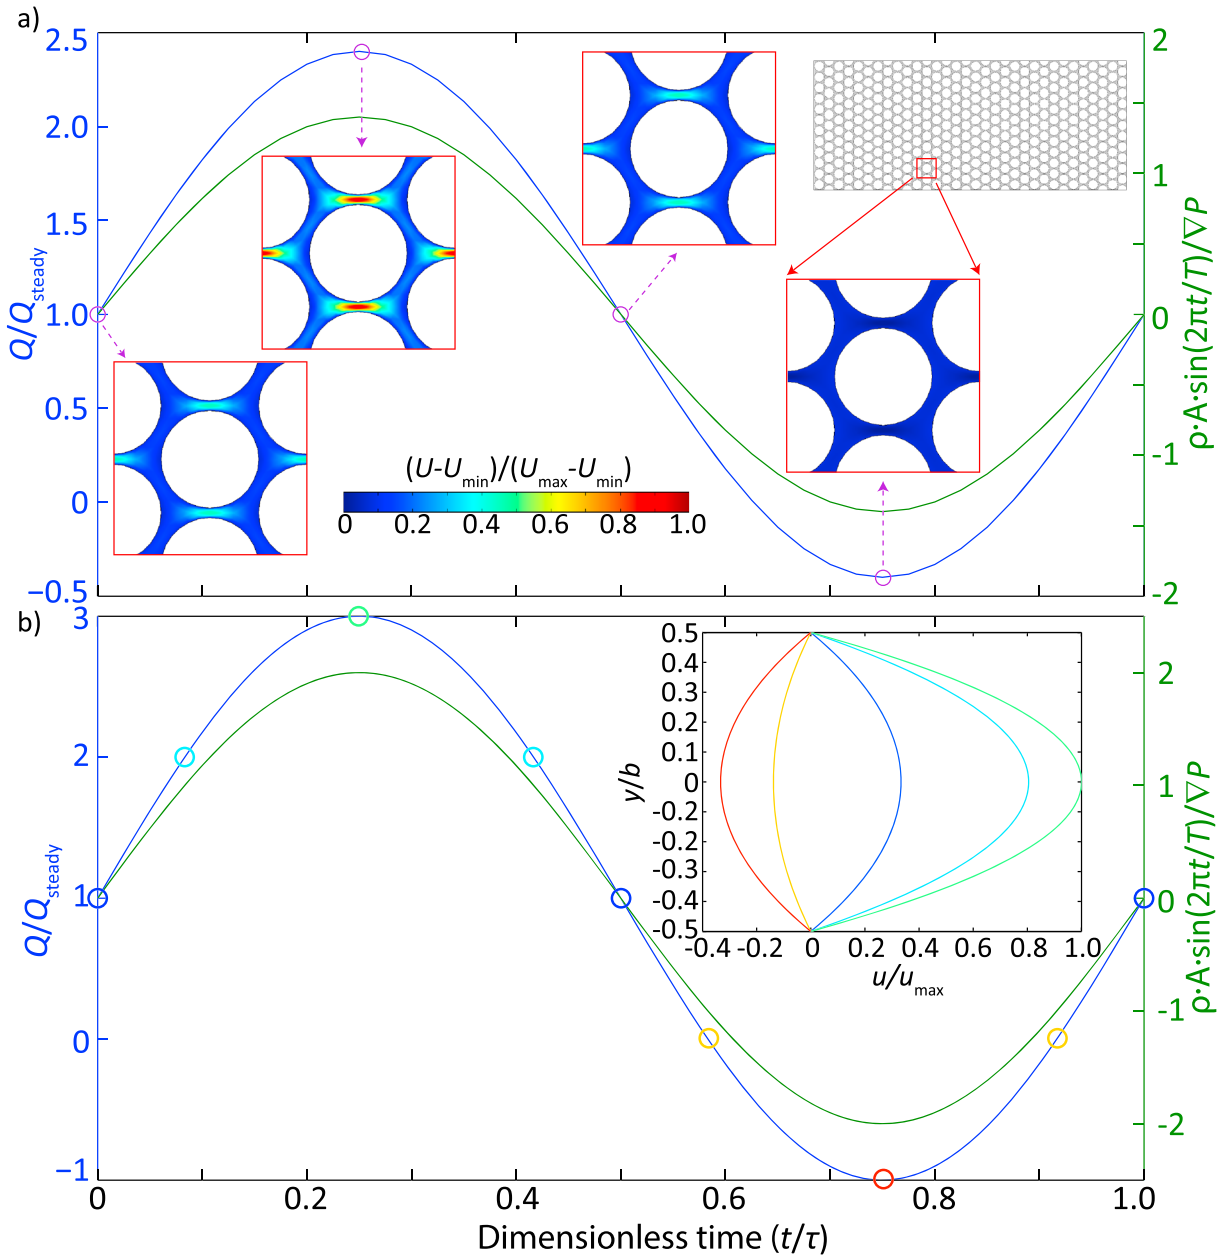 a)
2.5
2.0
1.5
1.0
0.5
0
−0.5
Q/Qsteady
2
1
0
-1
-2
ρ·A·sin(2πt/T)/∇P
(U-Umin)/(Umax-Umin)
0 0.2 0.4 0.6 0.8 1.0
b)
3
2
1
0
−1
Q/Qsteady
2
1
0
-1
-2
ρ·A·sin(2πt/T)/∇P
0.5
0.4
0.3
0.2
0.1
0
-0.2
-0.2
-0.3
-0.4
-0.5
y/b
-0.4 -0.2 0 0.2 0.4 0.6 0.8 1.0
u/umax
0 0.2 0.4 0.6 0.8 1.0
Dimensionless time (t/τ)